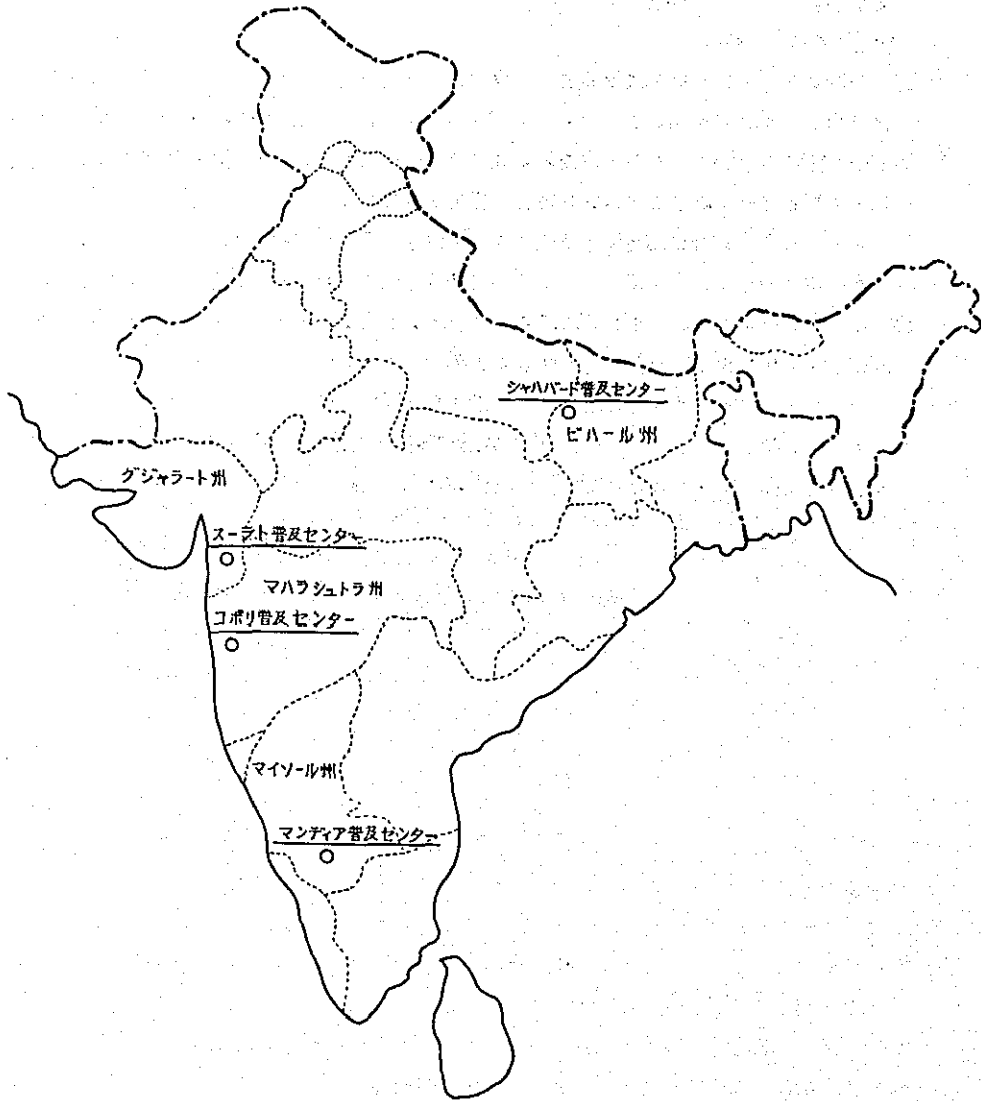 シャハバード普及センター
ビハール州
グジャラート州
スーラト普及センター
マハラシュトラ州
コポリ普及センター
マイソール州
マンディア普及センター